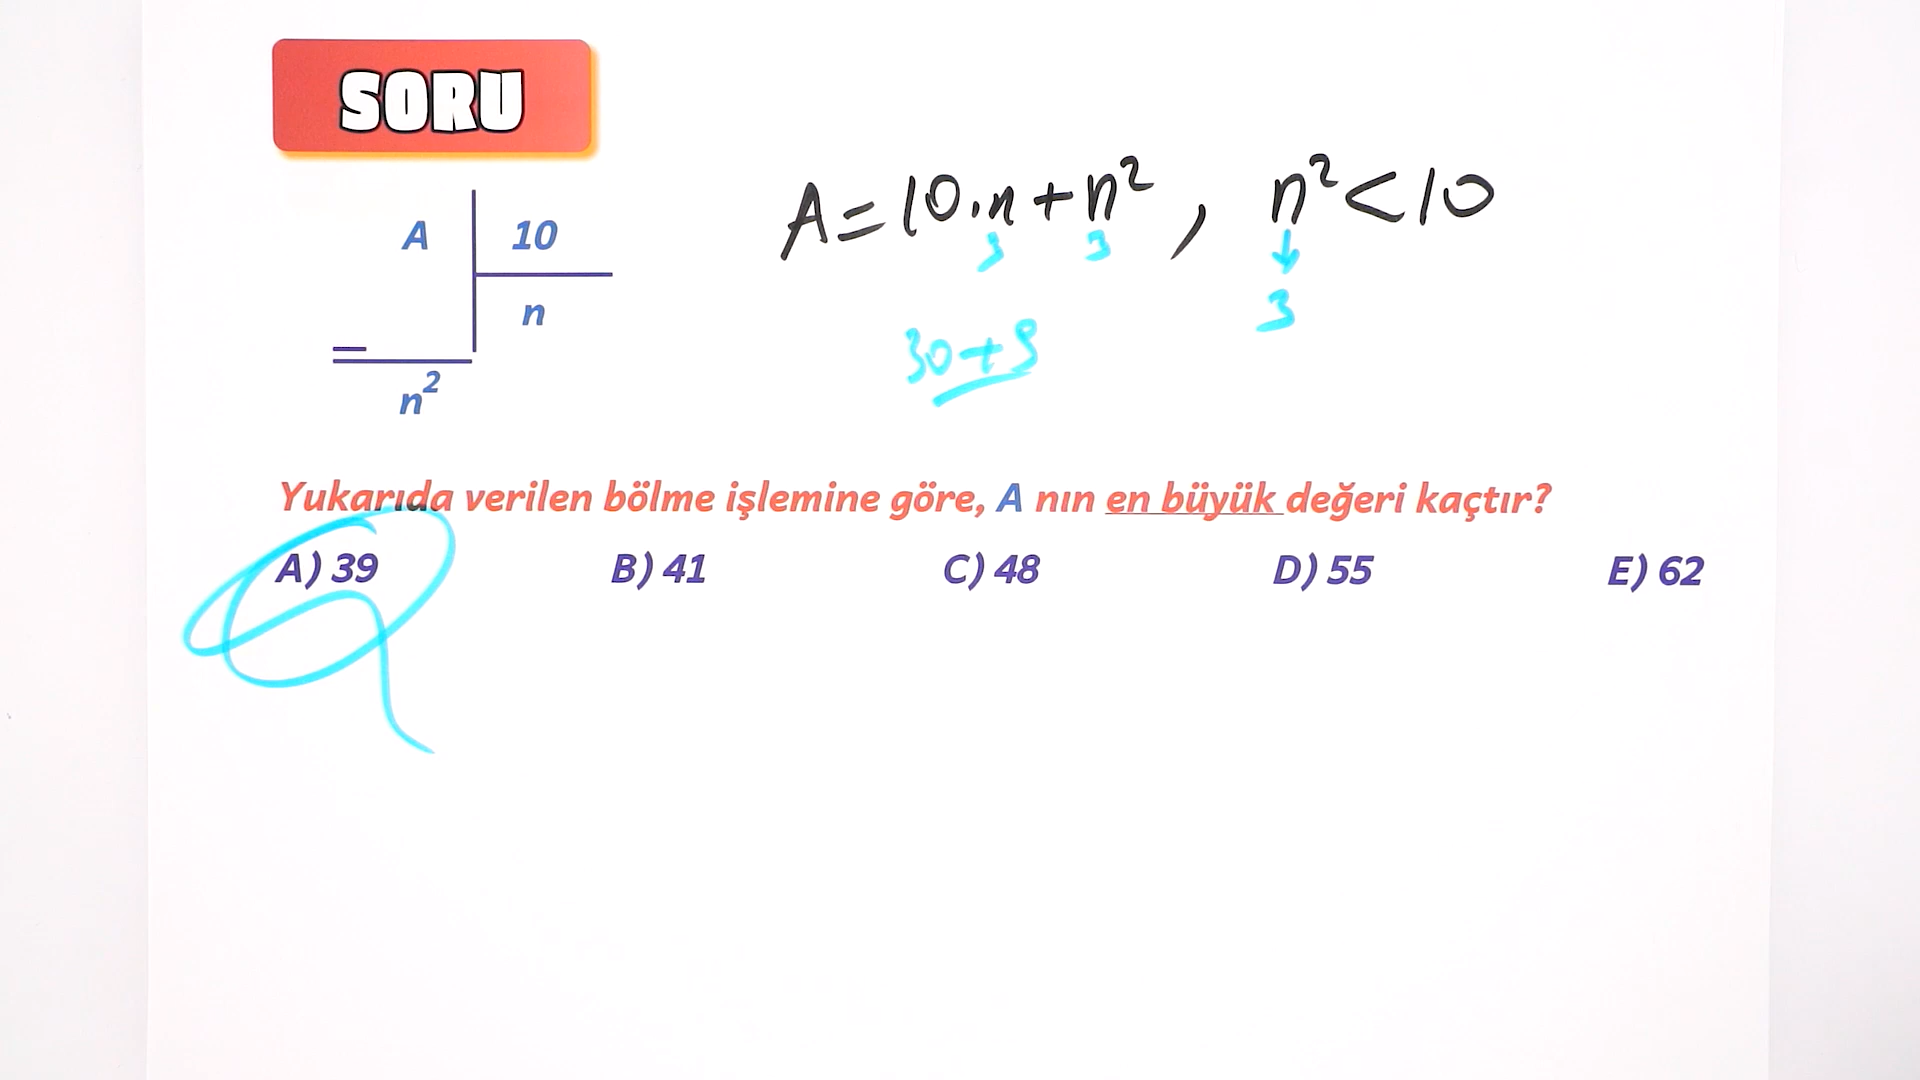 SORU
A 10
n
n²
A = 10.n + n² , n² < 10
3 3
3
30+9
Yukarıda verilen bölme işlemine göre, A nın en büyük değeri kaçtır?
A) 39 B) 41 C) 48 D) 55 E) 62